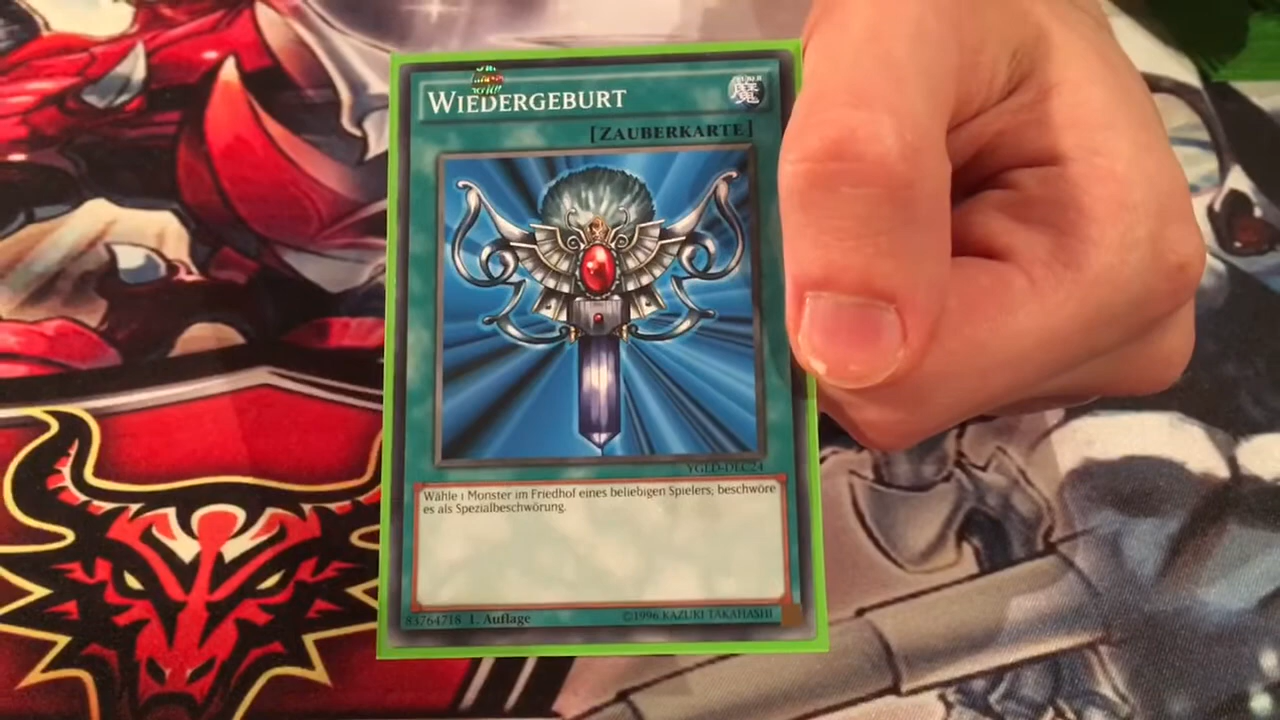 WIEDERGEBURT
[ZAUBERKARTE]
YGLD-DEC24
Wähle 1 Monster im Friedhof eines beliebigen Spielers; beschwöre
es als Spezialbeschwörung.
83764718 1. Auflage ©1996 KAZUKI TAKAHASHI